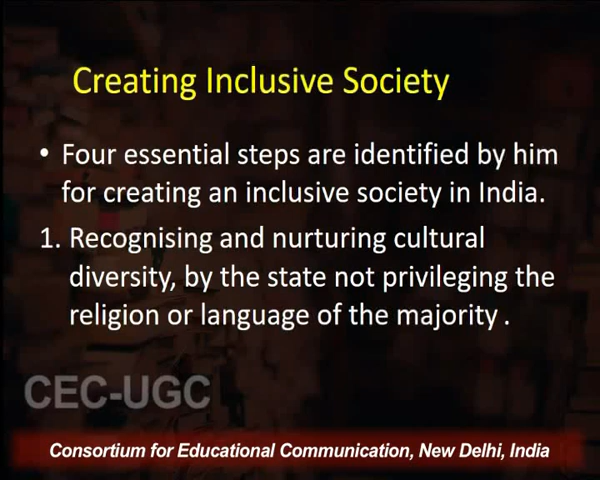 Creating Inclusive Society
• Four essential steps are identified by him
for creating an inclusive society in India.
1. Recognising and nurturing cultural
diversity, by the state not privileging the
religion or language of the majority .
CEC-UGC
Consortium for Educational Communication, New Delhi, India